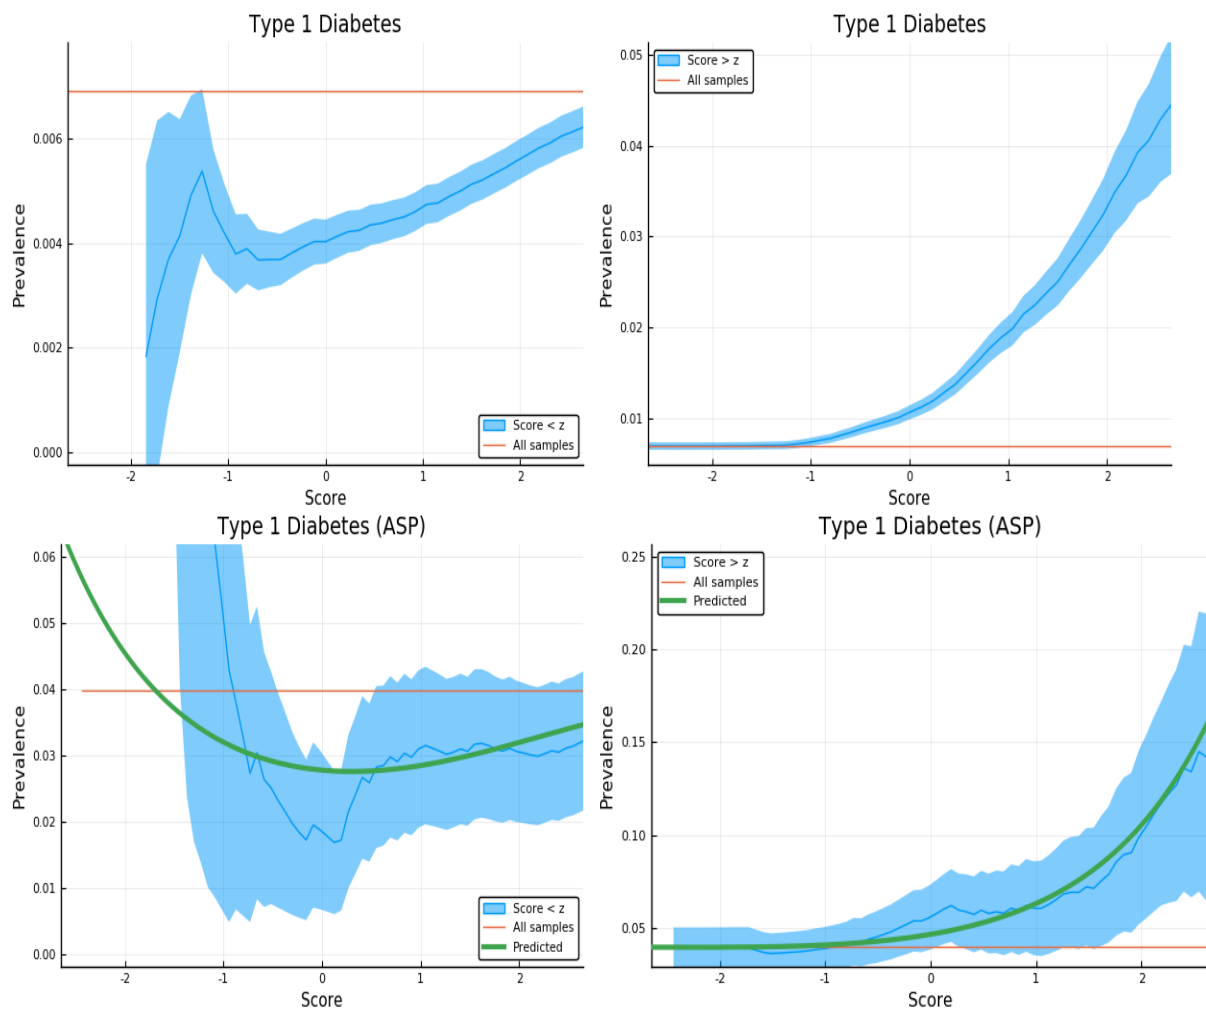 Type 1 Diabetes
Prevalence
0.006
0.004
0.002
0.000
Score < z
All samples
-2
-1
0
1
2
Score
Type 1 Diabetes
Prevalence
0.05
0.04
0.03
0.02
0.01
Score > z
All samples
-2
-1
0
1
2
Score
Type 1 Diabetes (ASP)
Prevalence
0.06
0.05
0.04
0.03
0.02
0.01
0.00
Score < z
All samples
Predicted
-2
-1
0
1
2
Score
Type 1 Diabetes (ASP)
Prevalence
0.25
0.20
0.15
0.10
0.05
Score > z
All samples
Predicted
-2
-1
0
1
2
Score